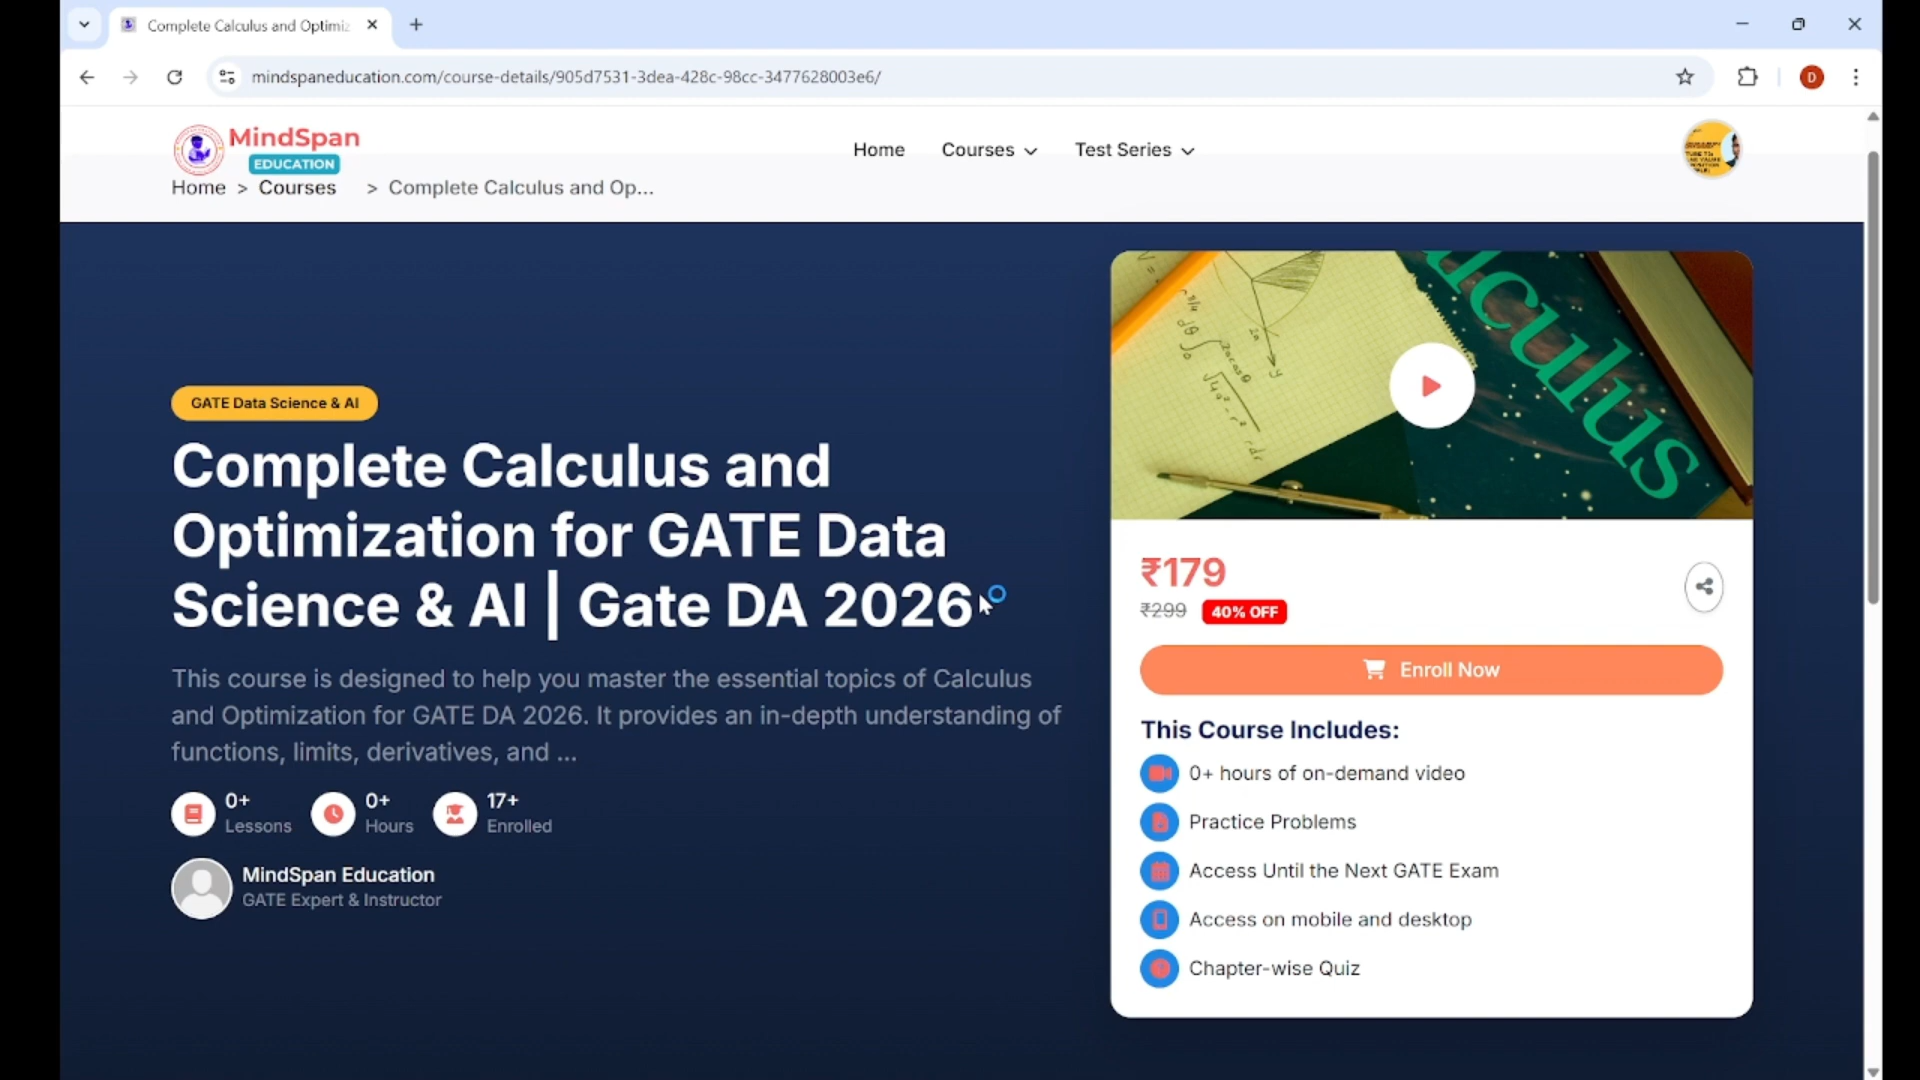 Complete Calculus and Optimiz
mindspaneducation.com/course-details/905d7531-3dea-428c-98cc-3477628003e6/
D
MindSpan
EDUCATION
Home
Courses
Test Series
Home > Courses > Complete Calculus and Op...
GATE Data Science & AI
Complete Calculus and
Optimization for GATE Data
Science & AI | Gate DA 2026
This course is designed to help you master the essential topics of Calculus
and Optimization for GATE DA 2026. It provides an in-depth understanding of
functions, limits, derivatives, and ...
0+
Lessons
0+
Hours
17+
Enrolled
MindSpan Education
GATE Expert & Instructor
culus
₹179
₹299 40% OFF
Enroll Now
This Course Includes:
0+ hours of on-demand video
Practice Problems
Access Until the Next GATE Exam
Access on mobile and desktop
Chapter-wise Quiz